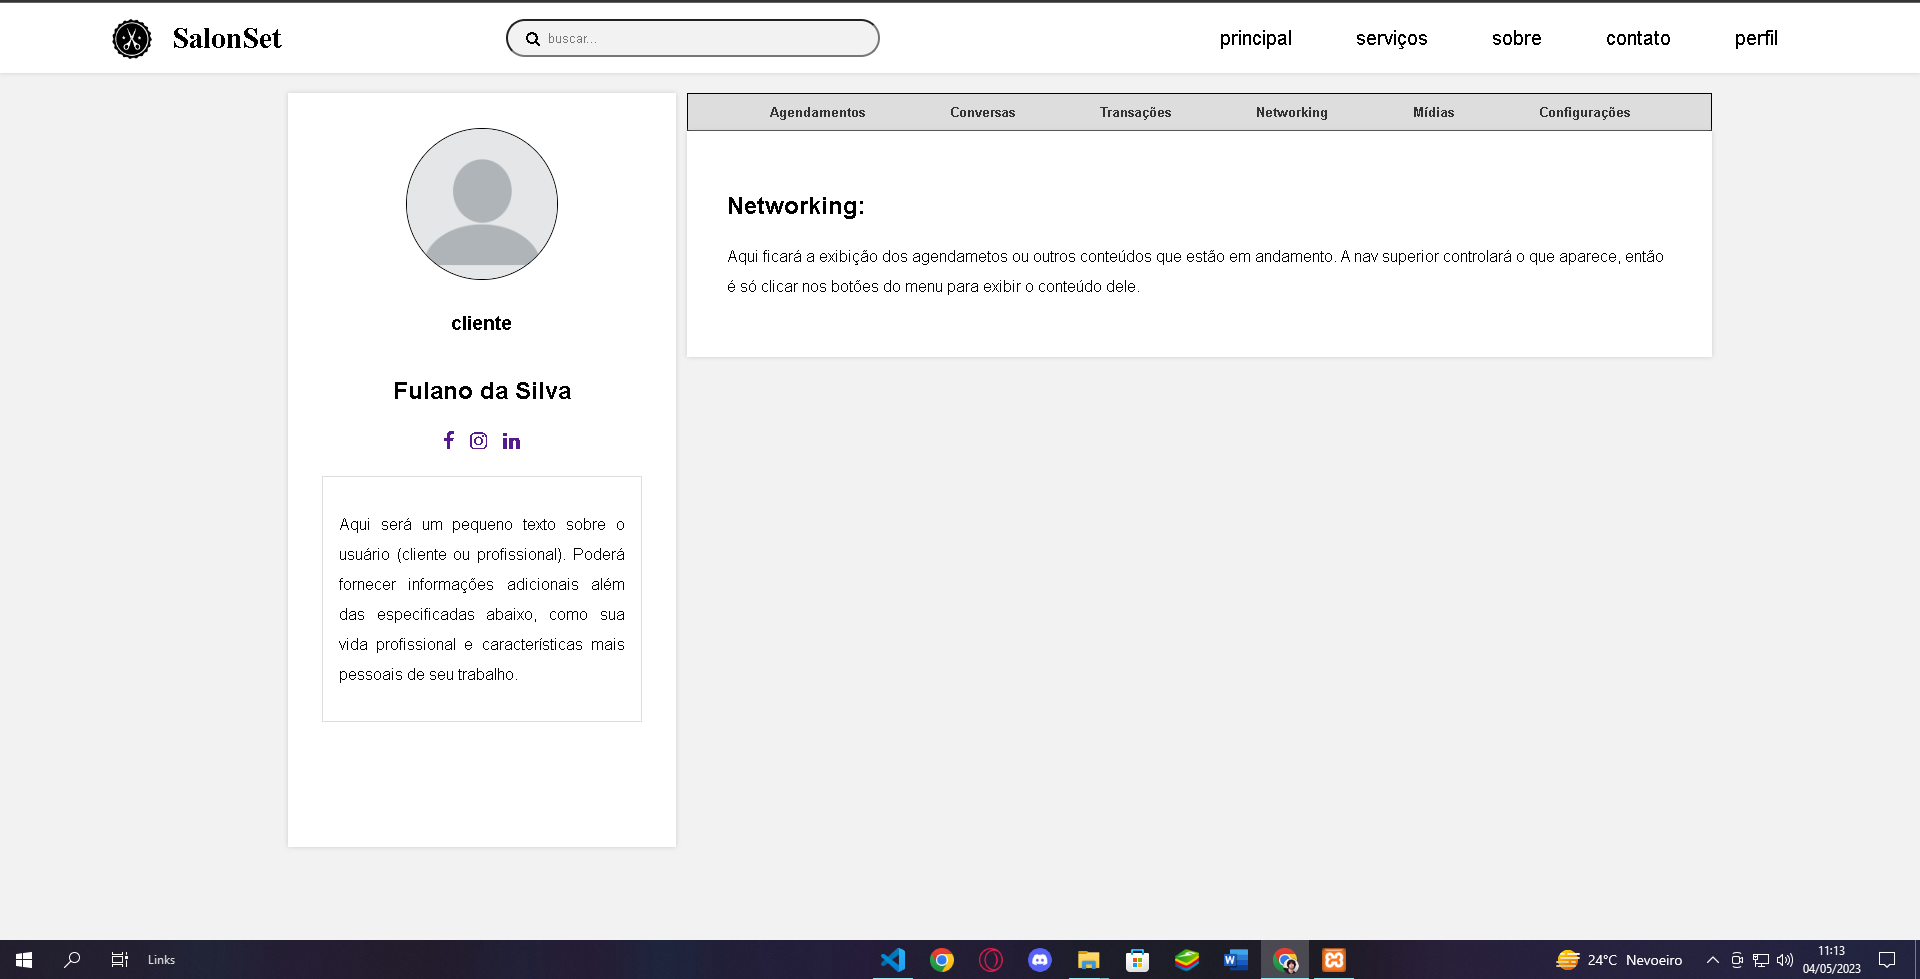 SalonSet
buscar...
principal
serviços
sobre
contato
perfil
cliente
Fulano da Silva
Aqui será um pequeno texto sobre o
usuário (cliente ou profissional). Poderá
fornecer informações adicionais além
das especificadas abaixo, como sua
vida profissional e características mais
pessoais de seu trabalho.
Agendamentos
Conversas
Transações
Networking
Mídias
Configurações
Networking:
Aqui ficará a exibição dos agendametos ou outros conteúdos que estão em andamento. A nav superior controlará o que aparece, então
é só clicar nos botões do menu para exibir o conteúdo dele.
Links
24°C Nevoeiro
11:13
04/05/2023